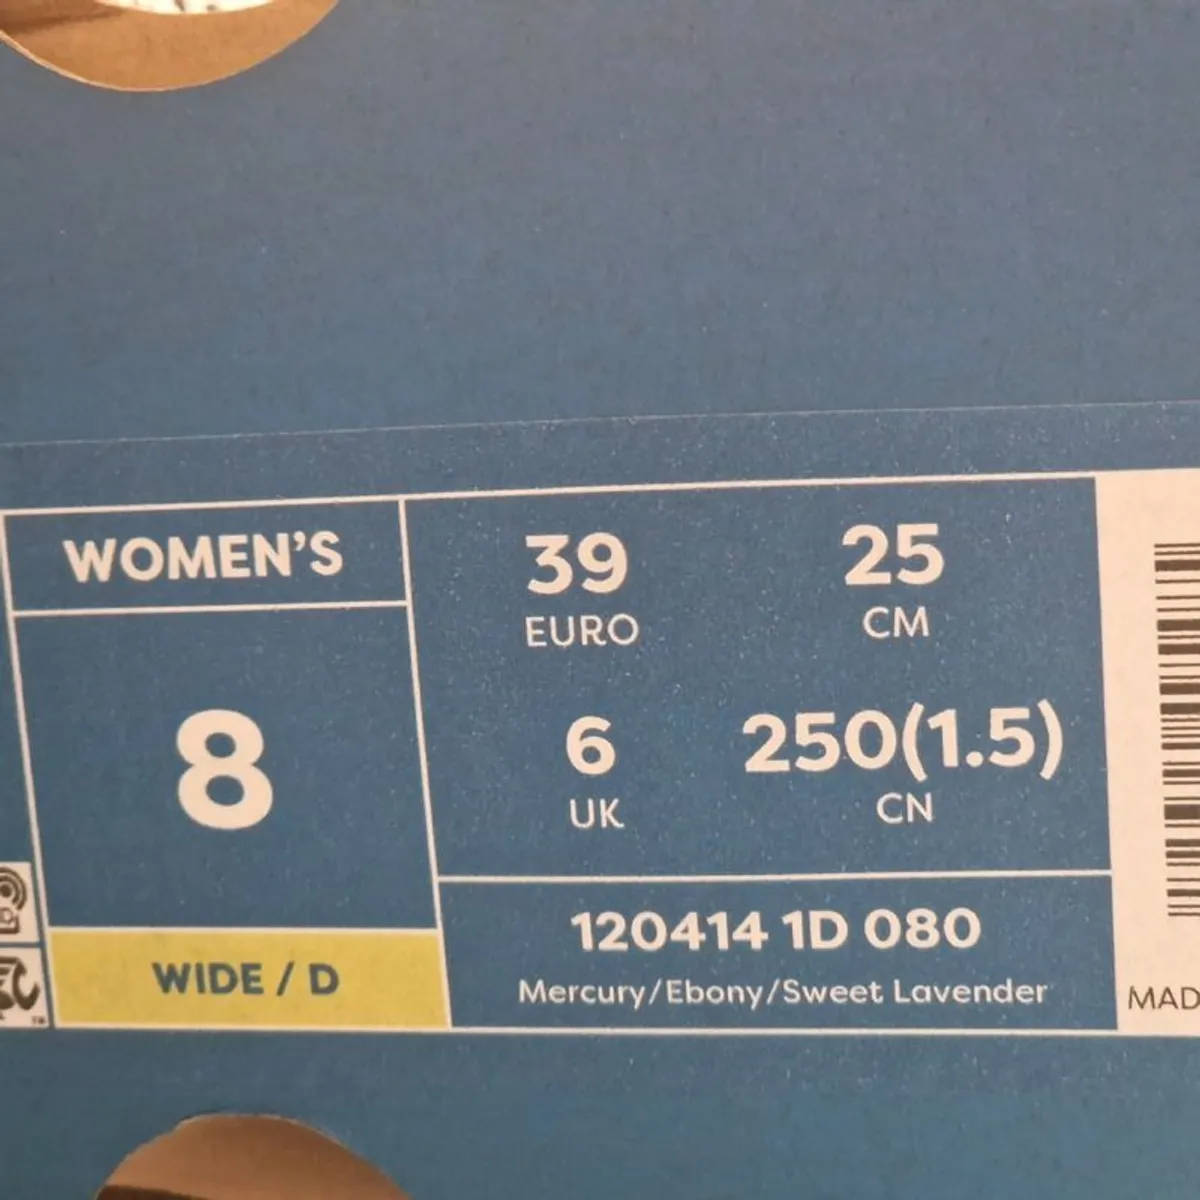 WOMEN'S
8
WIDE / D
39
EURO
25
CM
6
UK
250(1.5)
CN
120414 1D 080
Mercury/Ebony/Sweet Lavender